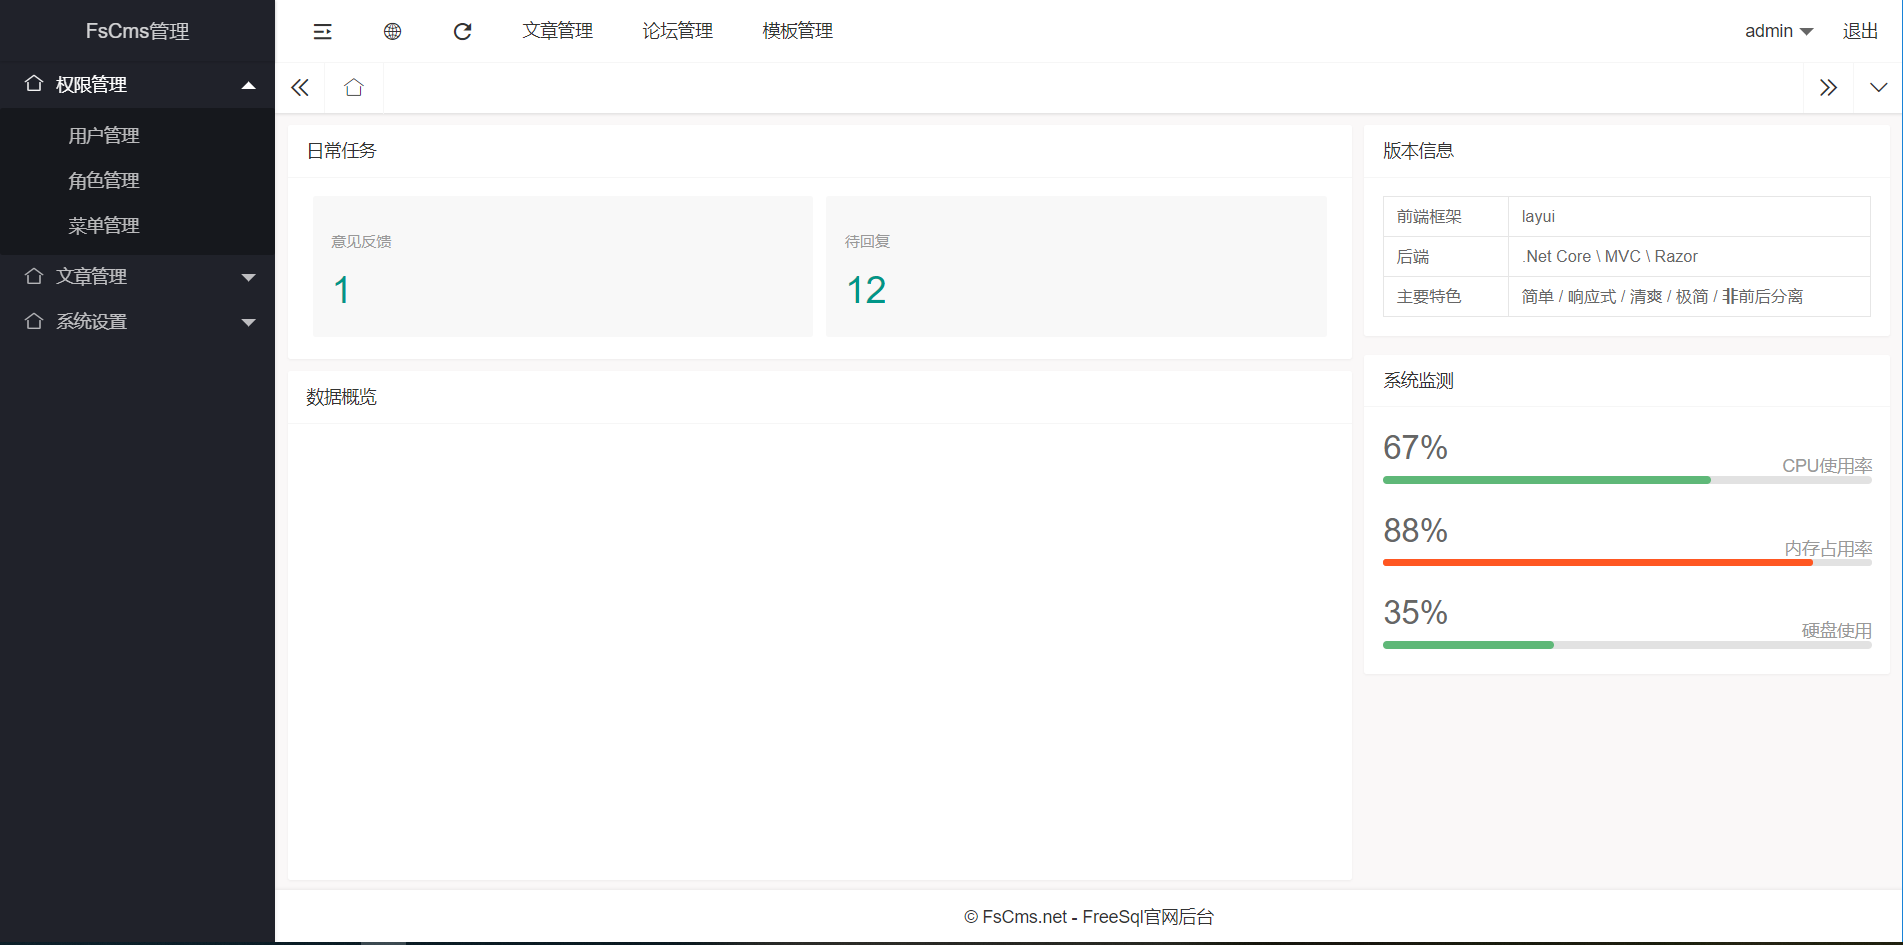 FsCms管理
权限管理
用户管理
角色管理
菜单管理
文章管理
系统设置
文章管理 论坛管理 模板管理 admin 退出
日常任务
意见反馈
1
待回复
12
数据概览
版本信息
前端框架 layui
后端 .Net Core \ MVC \ Razor
主要特色 简单 / 响应式 / 清爽 / 极简 / 非前后分离
系统监测
67%
CPU使用率
88%
内存占用率
35%
硬盘使用
© FsCms.net - FreeSql官网后台